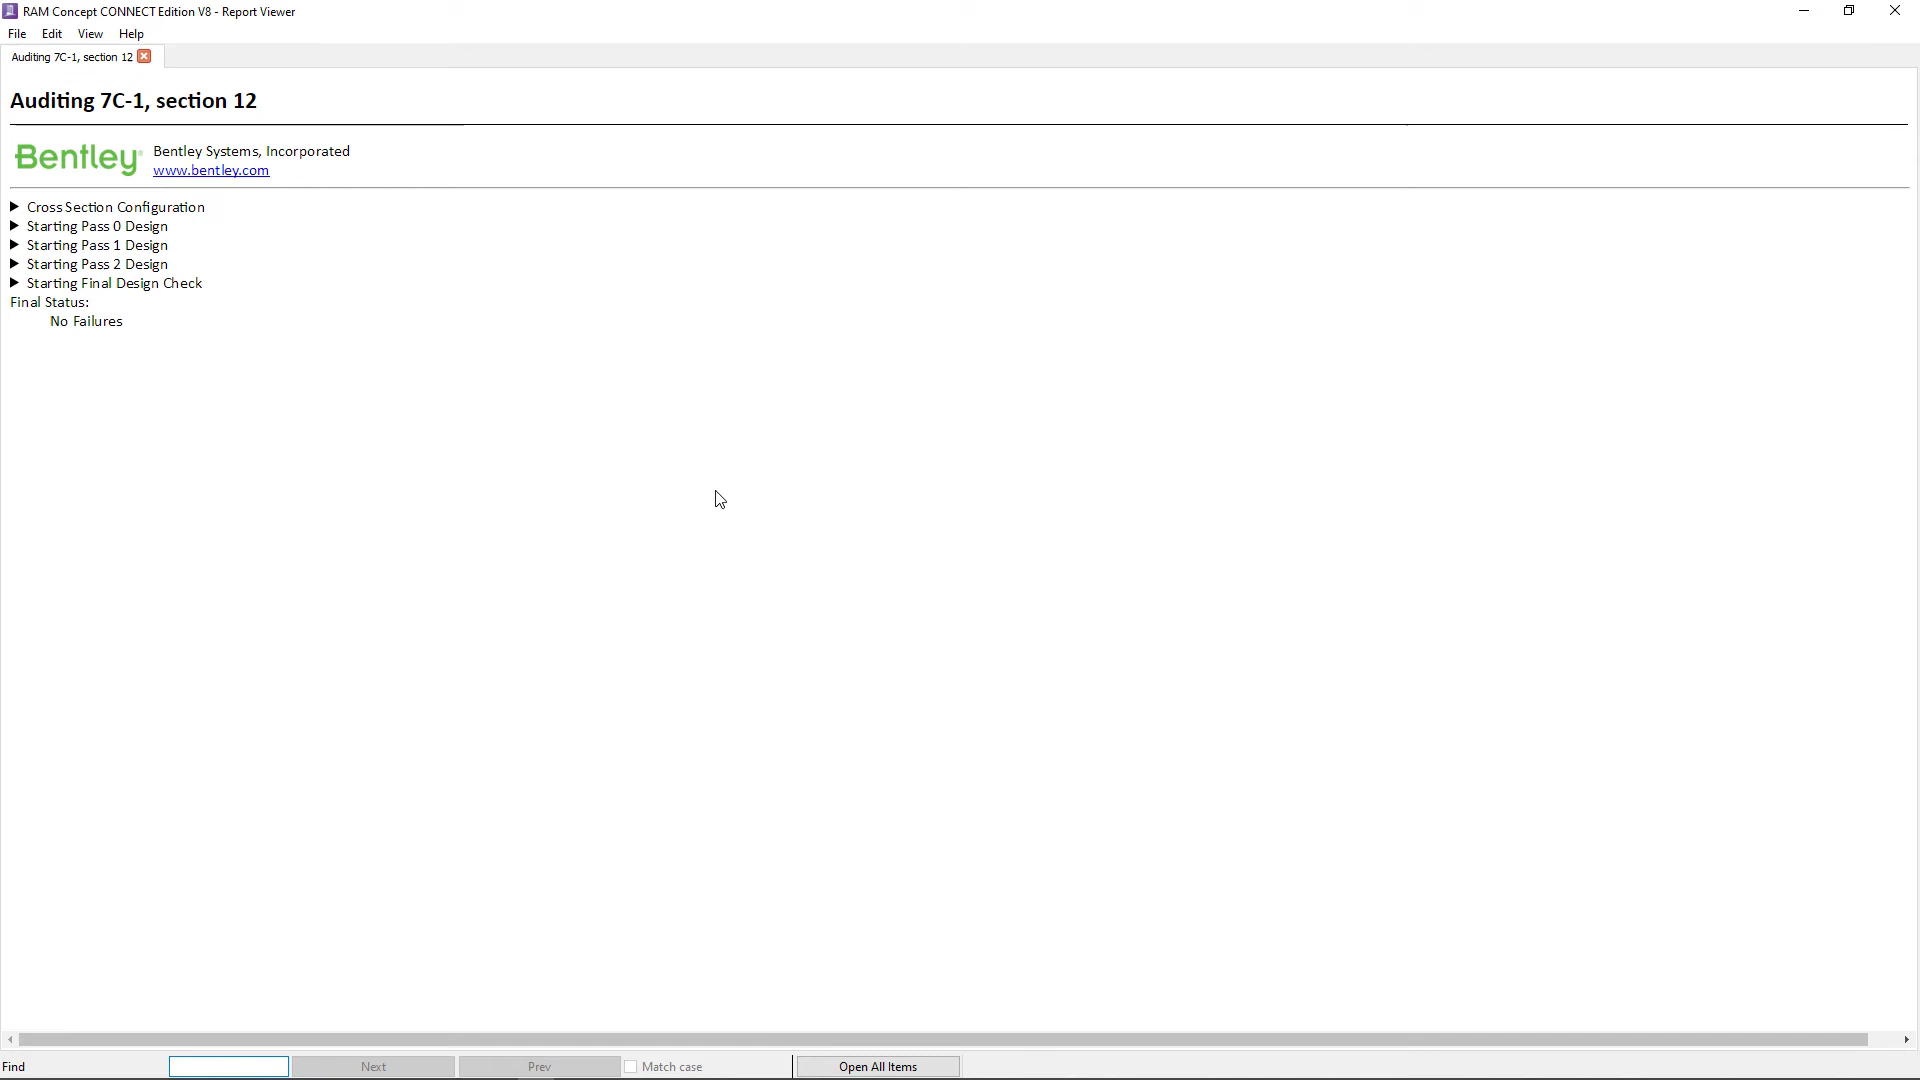 RAM Concept CONNECT Edition V8 - Report Viewer
File Edit View Help
Auditing 7C-1, section 12
Auditing 7C-1, section 12
Bentley Bentley Systems, Incorporated
www.bentley.com
Cross Section Configuration
Starting Pass 0 Design
Starting Pass 1 Design
Starting Pass 2 Design
Starting Final Design Check
Final Status:
No Failures
Find Next Prev Match case Open All Items